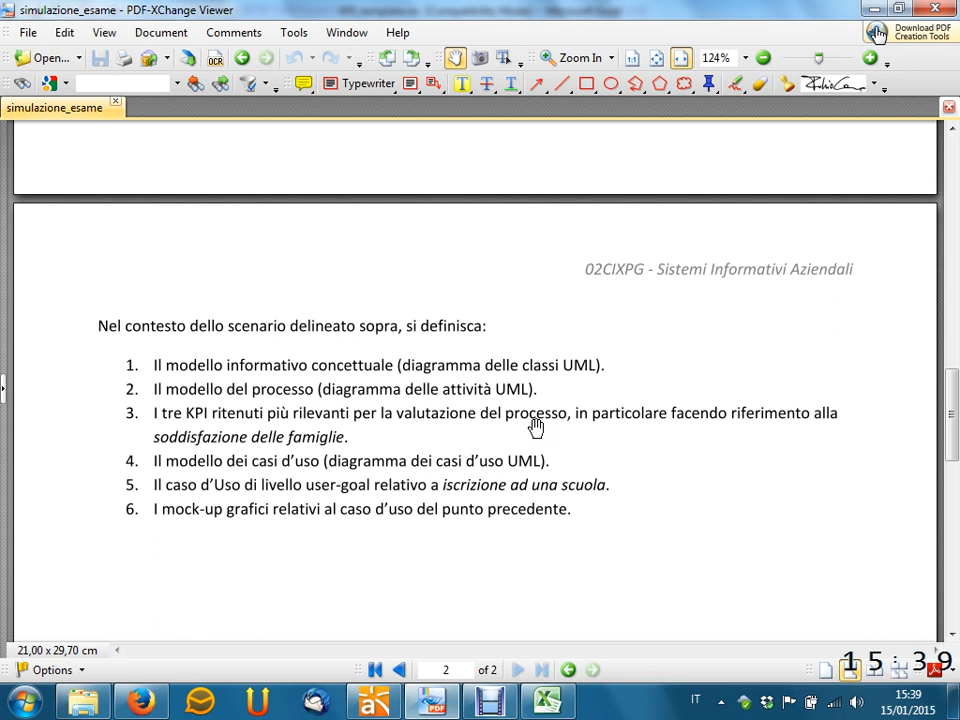 simulazione_esame - PDF-XChange Viewer
File Edit View Document Comments Tools Window Help
Download PDF
Creation Tools
Open... OCR Zoom In 124%
Typewriter
simulazione_esame
02CIXPG - Sistemi Informativi Aziendali
Nel contesto dello scenario delineato sopra, si definisca:
1. Il modello informativo concettuale (diagramma delle classi UML).
2. Il modello del processo (diagramma delle attività UML).
3. I tre KPI ritenuti più rilevanti per la valutazione del processo, in particolare facendo riferimento alla
soddisfazione delle famiglie.
4. Il modello dei casi d’uso (diagramma dei casi d’uso UML).
5. Il caso d’Uso di livello user-goal relativo a iscrizione ad una scuola.
6. I mock-up grafici relativi al caso d’uso del punto precedente.
21,00 x 29,70 cm
Options 2 of 2
15:39
IT
15:39
15/01/2015